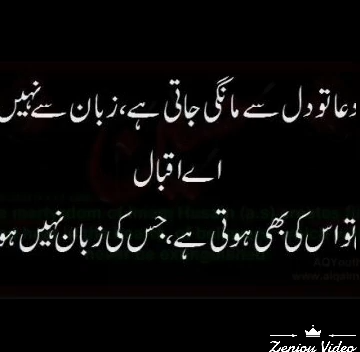 دعا تو دل سے مانگی جاتی ہے، زبان سے نہیں
اے اقبال
تو اس کی بھی ہوتی ہے، جس کی زبان نہیں ہو
Zenjoy Video